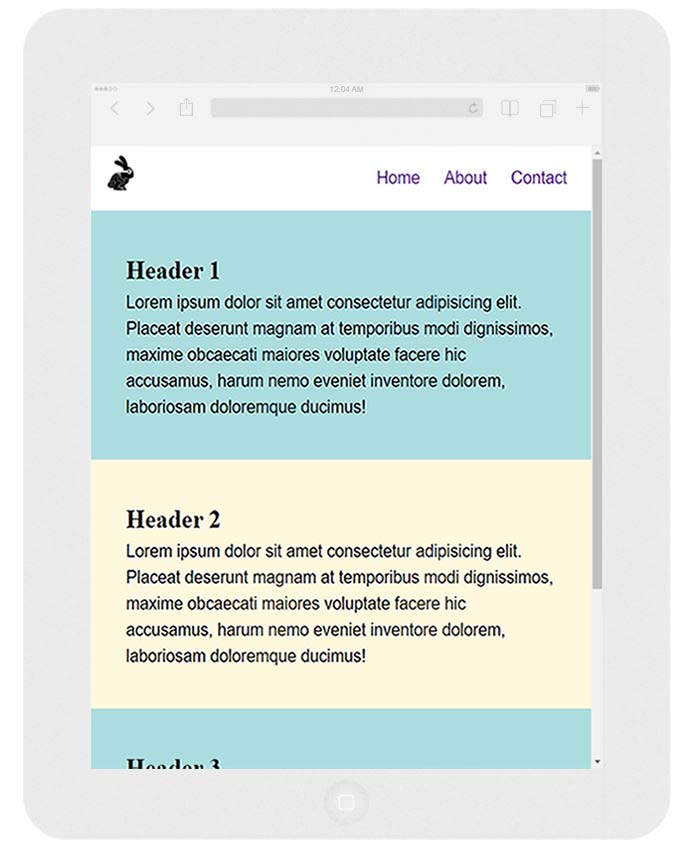 12:04 AM
Home About Contact
Header 1
Lorem ipsum dolor sit amet consectetur adipisicing elit.
Placeat deserunt magnam at temporibus modi dignissimos,
maxime obcaecati maiores voluptate facere hic
accusamus, harum nemo eveniet inventore dolorem,
laboriosam doloremque ducimus!
Header 2
Lorem ipsum dolor sit amet consectetur adipisicing elit.
Placeat deserunt magnam at temporibus modi dignissimos,
maxime obcaecati maiores voluptate facere hic
accusamus, harum nemo eveniet inventore dolorem,
laboriosam doloremque ducimus!
Header 3